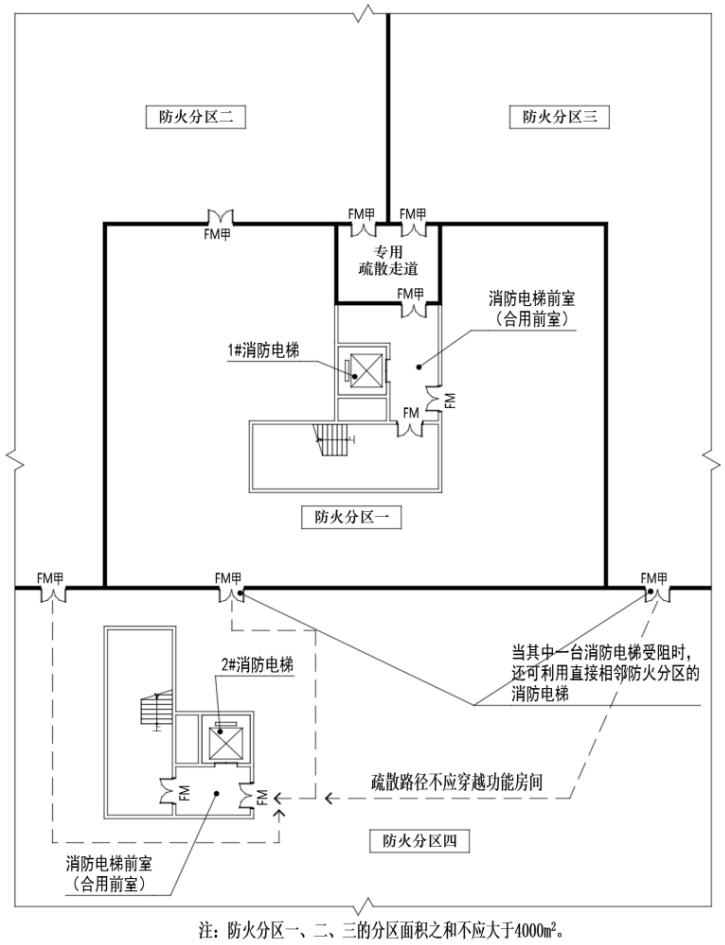 防火分区二
防火分区三
FM甲
FM甲
FM甲
专用
疏散走道
FM甲
消防电梯前室
（合用前室）
1#消防电梯
FM
FM
防火分区一
FM甲
FM甲
FM甲
当其中一台消防电梯受阻时，
还可利用直接相邻防火分区的
消防电梯
2#消防电梯
疏散路径不应穿越功能房间
FM
FM
防火分区四
消防电梯前室
（合用前室）
注：防火分区一、二、三的分区面积之和不应大于4000m²。